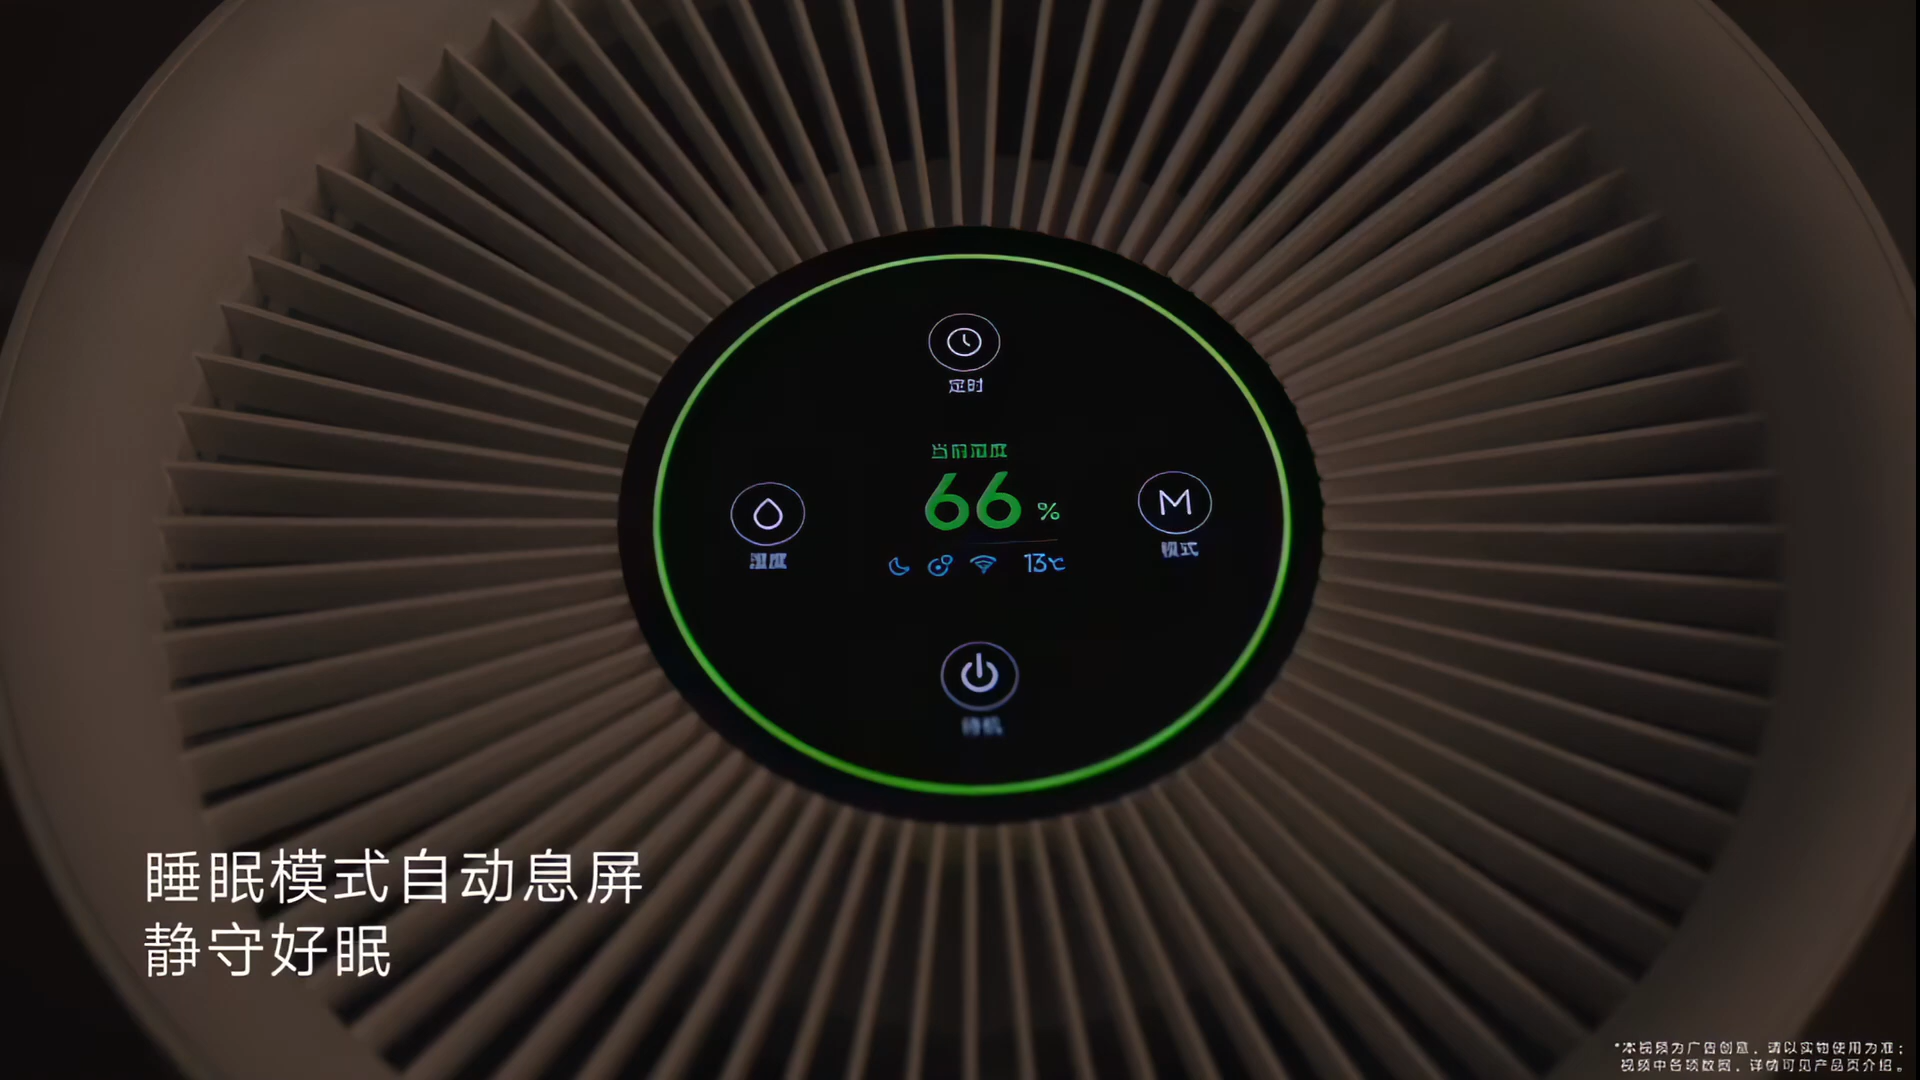 定时
当前湿度
66 %
13℃
湿度
M
模式
待机
睡眠模式自动息屏
静守好眠
*本视频为广告创意，请以实物使用为准；
视频中各项数据，详情可见产品页介绍。